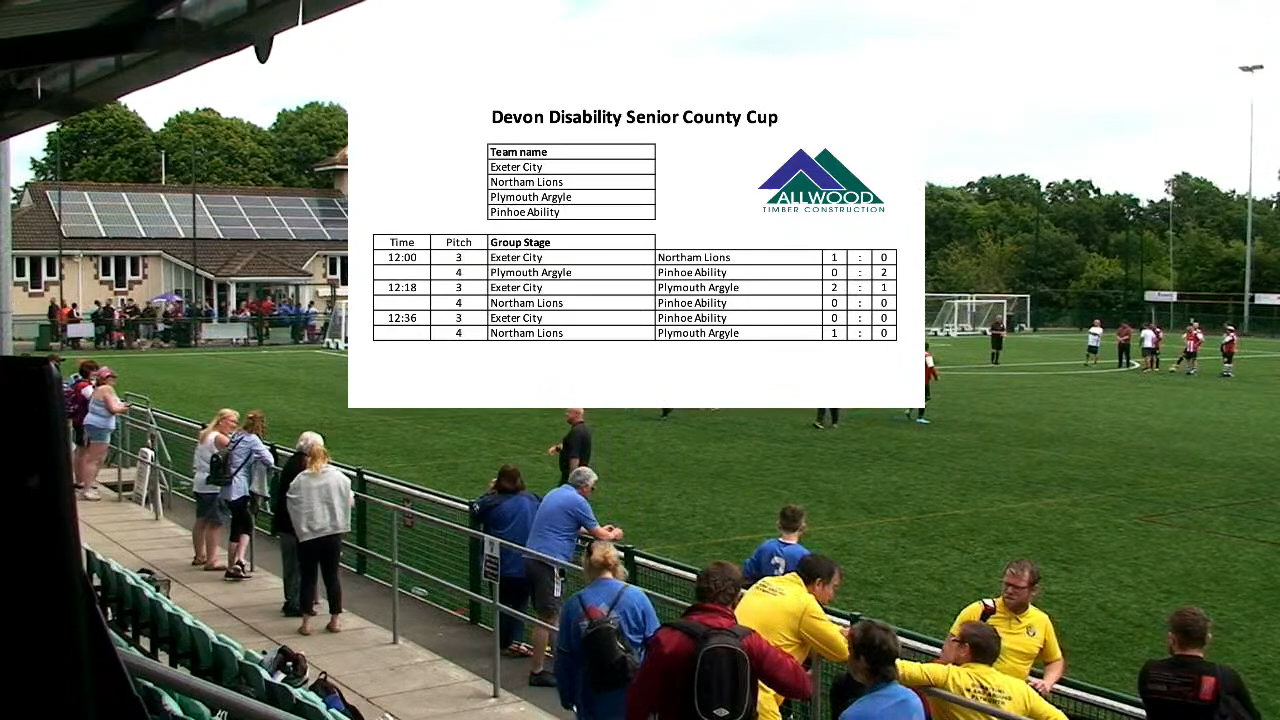 Devon Disability Senior County Cup
Team name
Exeter City
Northam Lions
Plymouth Argyle
Pinhoe Ability
ALLWOOD
TIMBER CONSTRUCTION
Time Pitch Group Stage
12:00 3 Exeter City Northam Lions 1 : 0
4 Plymouth Argyle Pinhoe Ability 0 : 2
12:18 3 Exeter City Plymouth Argyle 2 : 1
4 Northam Lions Pinhoe Ability 0 : 0
12:36 3 Exeter City Pinhoe Ability 0 : 0
4 Northam Lions Plymouth Argyle 1 : 0